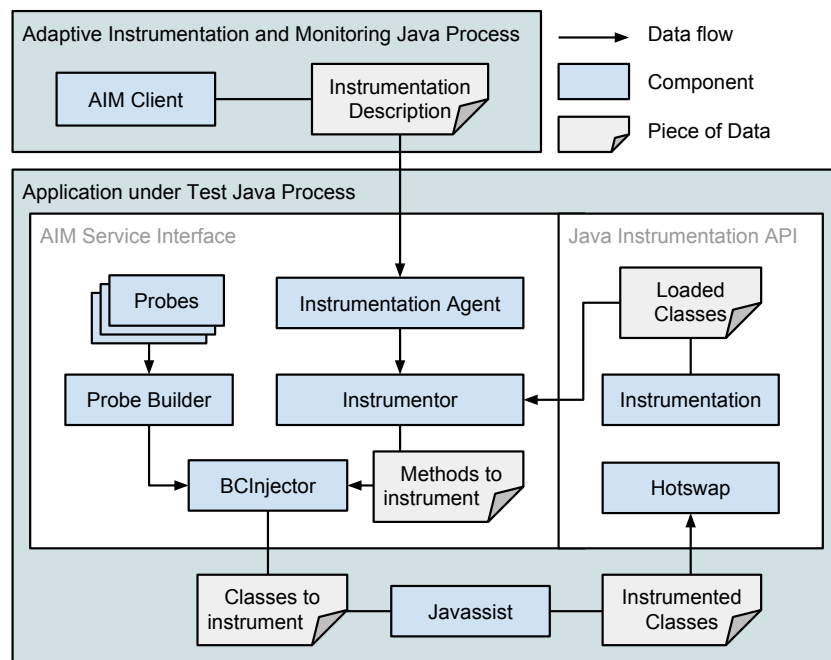 Adaptive Instrumentation and Monitoring Java Process
AIM Client
Instrumentation
Description
Data flow
Component
Piece of Data
Application under Test Java Process
AIM Service Interface
Java Instrumentation API
Probes
Instrumentation Agent
Loaded
Classes
Probe Builder
Instrumentor
Instrumentation
BCInjector
Methods to
instrument
Hotswap
Classes to
instrument
Javassist
Instrumented
Classes